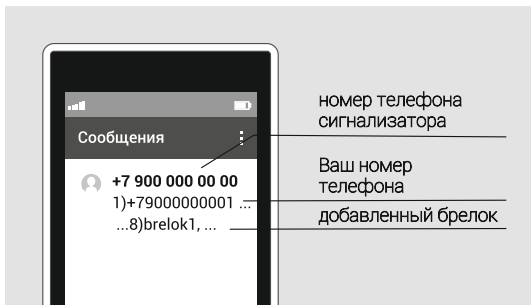 номер телефона
сигнализатора
Сообщения
+7 900 000 00 00
1)+79000000001 ...
...8)brelok1, ...
Ваш номер
телефона
добавленный брелок